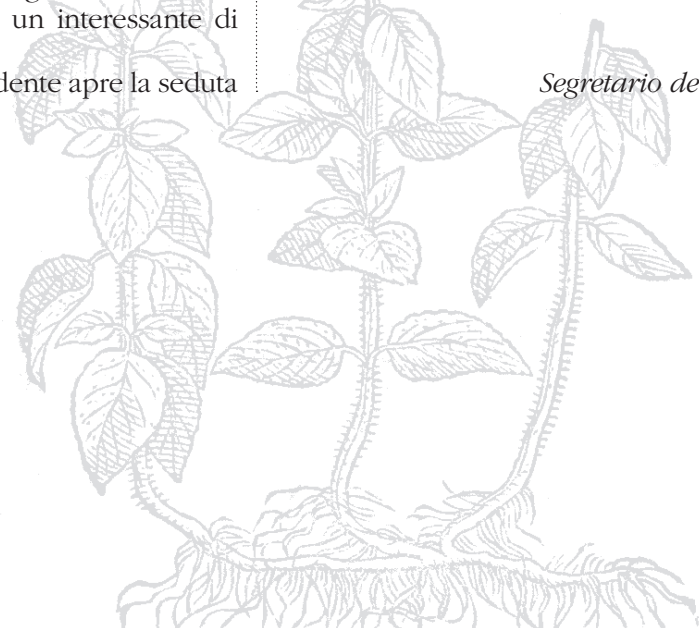 un interessante di
dente apre la seduta
Segretario de